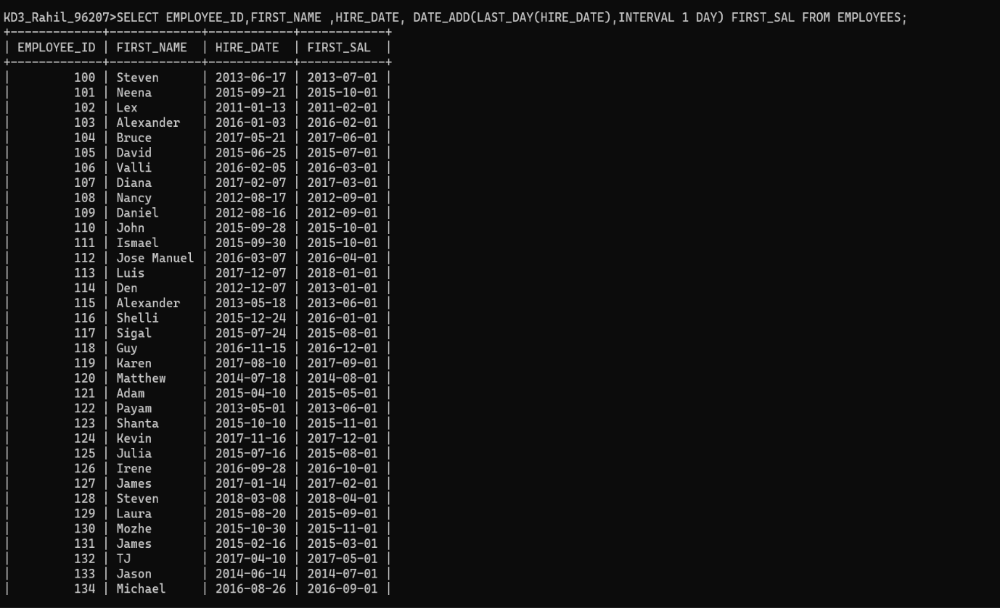 KD3_Rahil_96207>SELECT EMPLOYEE_ID,FIRST_NAME ,HIRE_DATE, DATE_ADD(LAST_DAY(HIRE_DATE),INTERVAL 1 DAY) FIRST_SAL FROM EMPLOYEES;
+-------------+-------------+------------+------------+
| EMPLOYEE_ID | FIRST_NAME  | HIRE_DATE  | FIRST_SAL  |
+-------------+-------------+------------+------------+
|         100 | Steven      | 2013-06-17 | 2013-07-01 |
|         101 | Neena       | 2015-09-21 | 2015-10-01 |
|         102 | Lex         | 2011-01-13 | 2011-02-01 |
|         103 | Alexander   | 2016-01-03 | 2016-02-01 |
|         104 | Bruce       | 2017-05-21 | 2017-06-01 |
|         105 | David       | 2015-06-25 | 2015-07-01 |
|         106 | Valli       | 2016-02-05 | 2016-03-01 |
|         107 | Diana       | 2017-02-07 | 2017-03-01 |
|         108 | Nancy       | 2012-08-17 | 2012-09-01 |
|         109 | Daniel      | 2012-08-16 | 2012-09-01 |
|         110 | John        | 2015-09-28 | 2015-10-01 |
|         111 | Ismael      | 2015-09-30 | 2015-10-01 |
|         112 | Jose Manuel | 2016-03-07 | 2016-04-01 |
|         113 | Luis        | 2017-12-07 | 2018-01-01 |
|         114 | Den         | 2012-12-07 | 2013-01-01 |
|         115 | Alexander   | 2013-05-18 | 2013-06-01 |
|         116 | Shelli      | 2015-12-24 | 2016-01-01 |
|         117 | Sigal       | 2015-07-24 | 2015-08-01 |
|         118 | Guy         | 2016-11-15 | 2016-12-01 |
|         119 | Karen       | 2017-08-10 | 2017-09-01 |
|         120 | Matthew     | 2014-07-18 | 2014-08-01 |
|         121 | Adam        | 2015-04-10 | 2015-05-01 |
|         122 | Payam       | 2013-05-01 | 2013-06-01 |
|         123 | Shanta      | 2015-10-10 | 2015-11-01 |
|         124 | Kevin       | 2017-11-16 | 2017-12-01 |
|         125 | Julia       | 2015-07-16 | 2015-08-01 |
|         126 | Irene       | 2016-09-28 | 2016-10-01 |
|         127 | James       | 2017-01-14 | 2017-02-01 |
|         128 | Steven      | 2018-03-08 | 2018-04-01 |
|         129 | Laura       | 2015-08-20 | 2015-09-01 |
|         130 | Mozhe       | 2015-10-30 | 2015-11-01 |
|         131 | James       | 2015-02-16 | 2015-03-01 |
|         132 | TJ          | 2017-04-10 | 2017-05-01 |
|         133 | Jason       | 2014-06-14 | 2014-07-01 |
|         134 | Michael     | 2016-08-26 | 2016-09-01 |